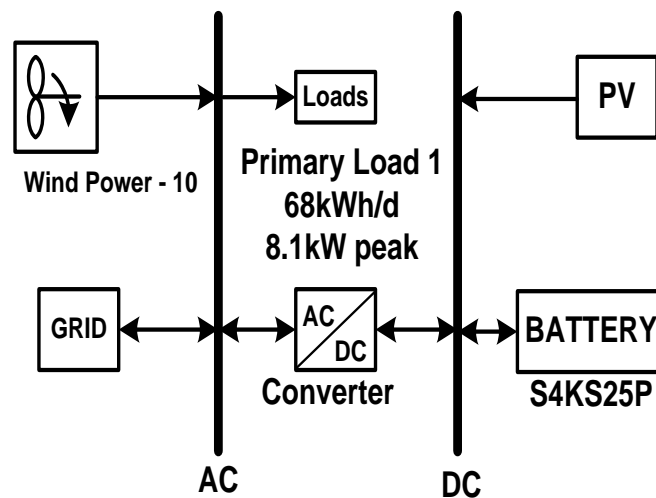 Loads
PV
Wind Power - 10
Primary Load 1
68kWh/d
8.1kW peak
GRID
AC
DC
BATTERY
Converter
S4KS25P
AC
DC